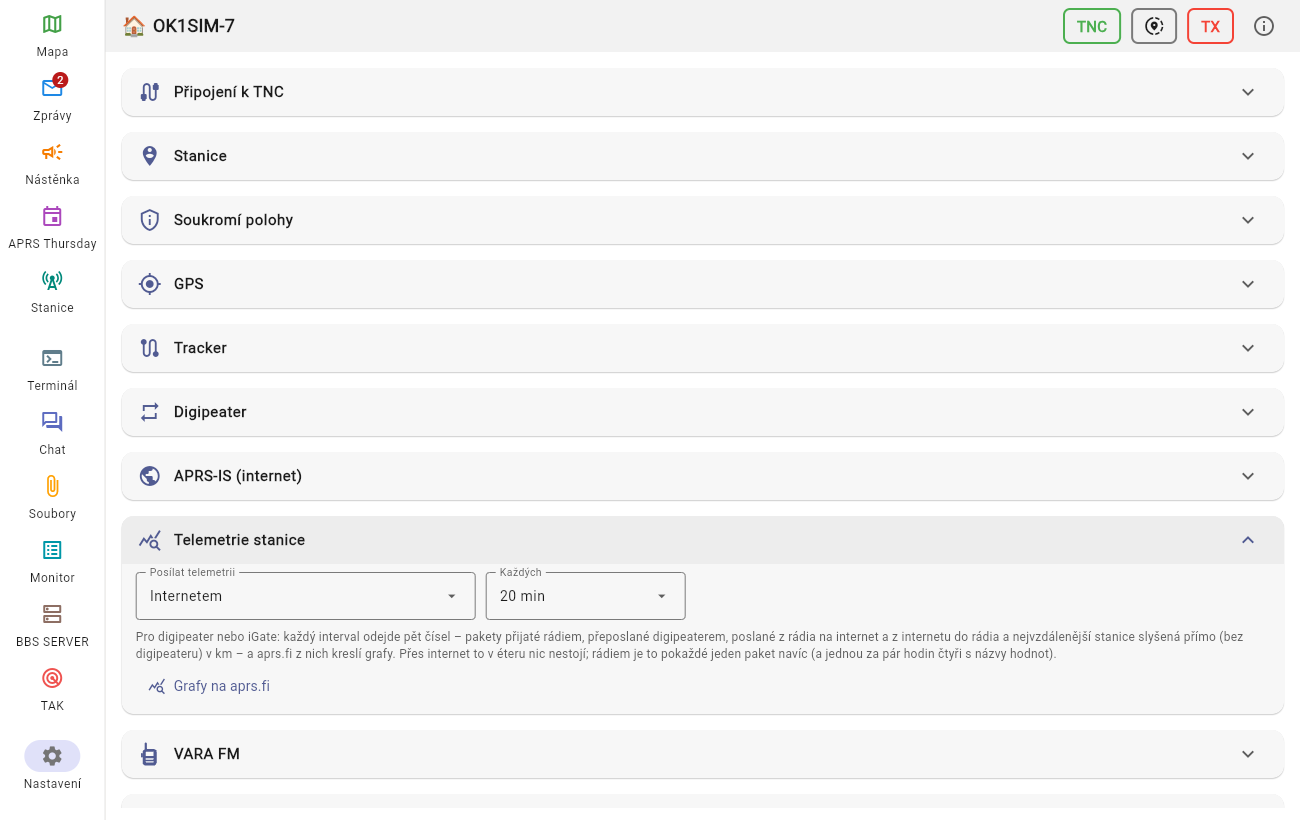 OK1SIM-7
TNC
TX
Mapa
2
Zprávy
Nástěnka
APRS Thursday
Stanice
Terminál
Chat
Soubory
Monitor
BBS SERVER
TAK
Nastavení
Připojení k TNC
Stanice
Soukromí polohy
GPS
Tracker
Digipeater
APRS-IS (internet)
Telemetrie stanice
Posílat telemetrii
Internetem
Každých
20 min
Pro digipeater nebo iGate: každý interval odejde pět čísel – pakety přijaté rádiem, přeposlané digipeaterem, poslané z rádia na internet a z internetu do rádia a nejvzdálenější stanice slyšená přímo (bez
digipeateru) v km – a aprs.fi z nich kreslí grafy. Přes internet to v éteru nic nestojí; rádiem je to pokaždé jeden paket navíc (a jednou za pár hodin čtyři s názvy hodnot).
Grafy na aprs.fi
VARA FM